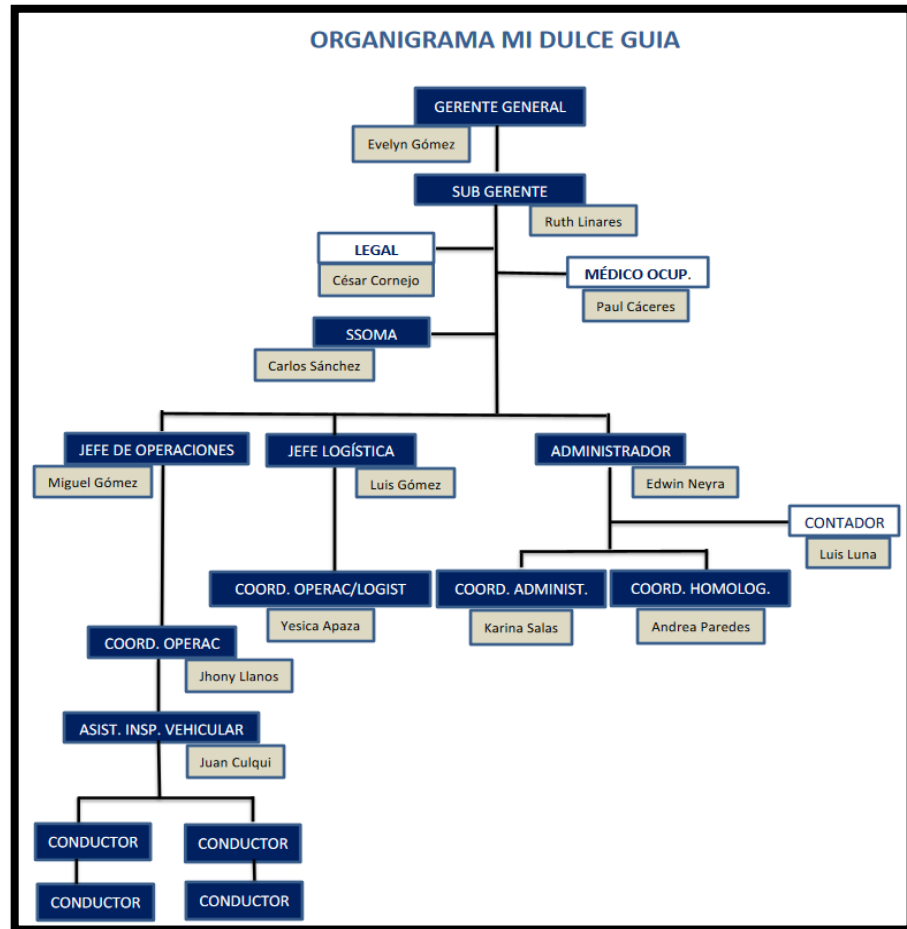 ORGANIGRAMA MI DULCE GUIA
GERENTE GENERAL
Evelyn Gómez
SUB GERENTE
Ruth Linares
LEGAL
César Cornejo
MÉDICO OCUP.
Paul Cáceres
SSOMA
Carlos Sánchez
JEFE DE OPERACIONES
Miguel Gómez
JEFE LOGÍSTICA
Luis Gómez
ADMINISTRADOR
Edwin Neyra
CONTADOR
Luis Luna
COORD. OPERAC/LOGIST
Yesica Apaza
COORD. ADMINIST.
Karina Salas
COORD. HOMOLOG.
Andrea Paredes
COORD. OPERAC
Jhony Llanos
ASIST. INSP. VEHICULAR
Juan Culqui
CONDUCTOR
CONDUCTOR
CONDUCTOR
CONDUCTOR